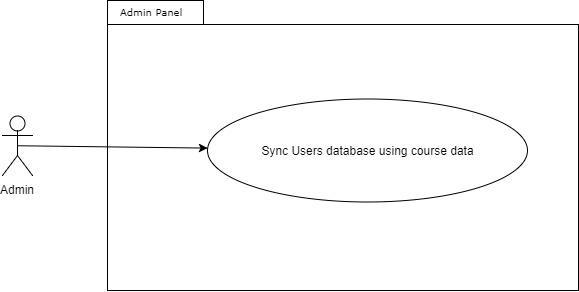 Admin Panel
Sync Users database using course data
Admin